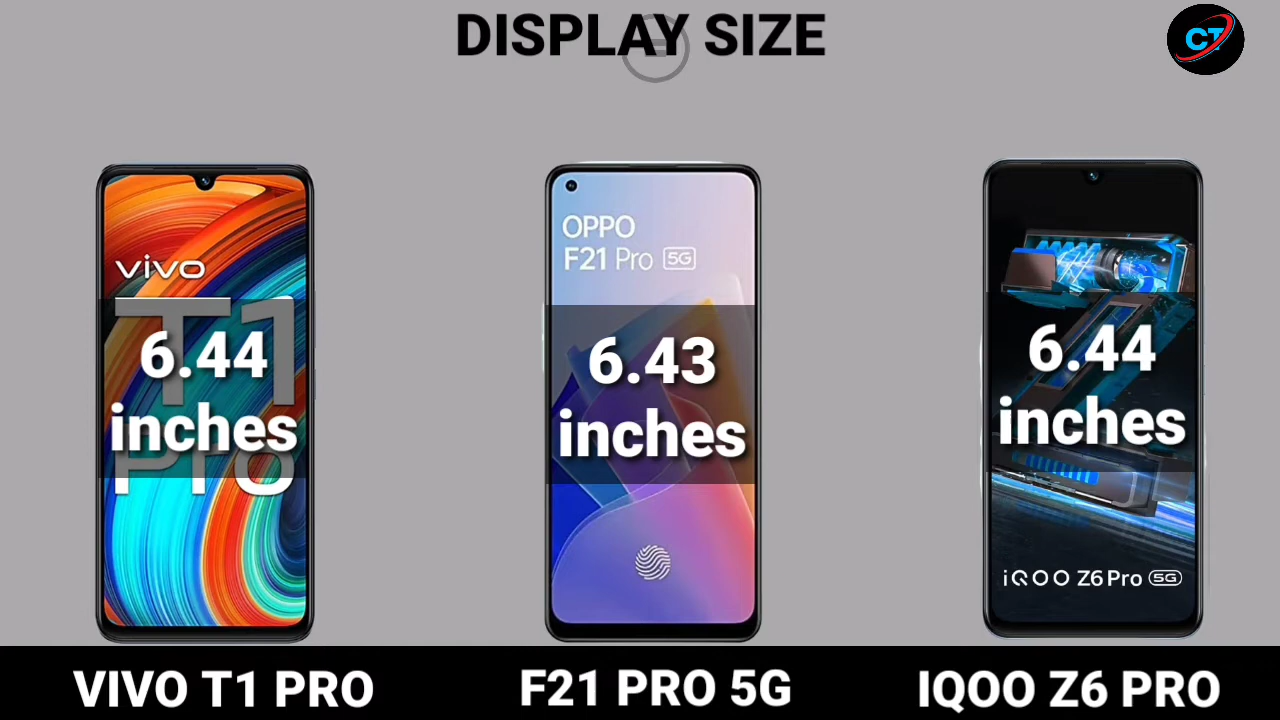 DISPLAY SIZE
CT
vivo
T1
Pro
6.44
inches
OPPO
F21 Pro 5G
6.43
inches
6.44
inches
iQOO Z6 Pro 5G
VIVO T1 PRO
F21 PRO 5G
IQOO Z6 PRO